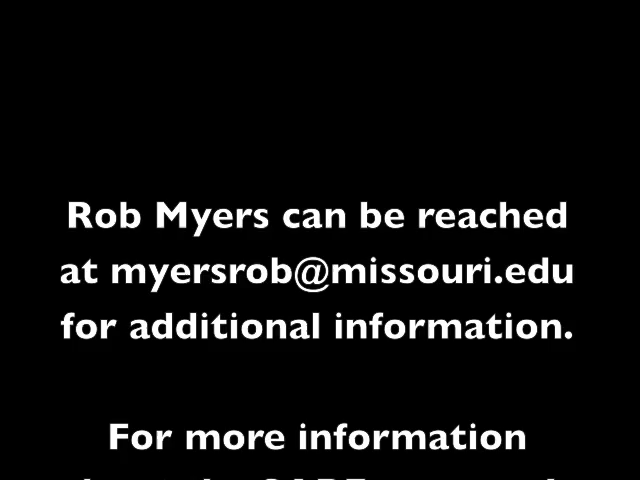 Rob Myers can be reached
at myersrob@missouri.edu
for additional information.
For more information